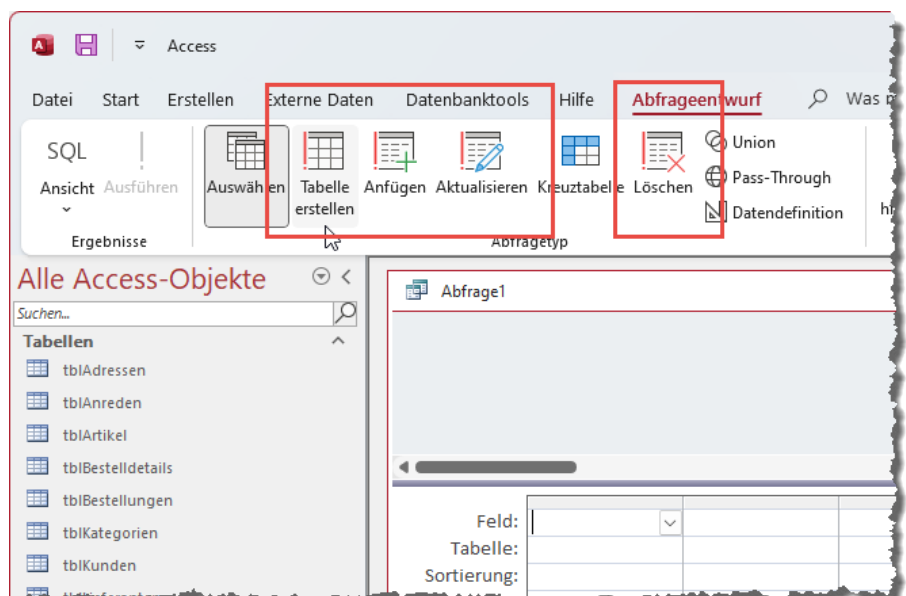 Access
Datei Start Erstellen Externe Daten Datenbanktools Hilfe Abfrageentwurf Was
SQL
Ansicht Ausführen Auswählen Tabelle erstellen Anfügen Aktualisieren Kreuztabelle Löschen
Union
Pass-Through
Datendefinition
Ergebnisse Abfragetyp
Alle Access-Objekte
Suchen...
Tabellen
tblAdressen
tblAnreden
tblArtikel
tblBestelldetails
tblBestellungen
tblKategorien
tblKunden
Abfrage1
Feld:
Tabelle:
Sortierung: